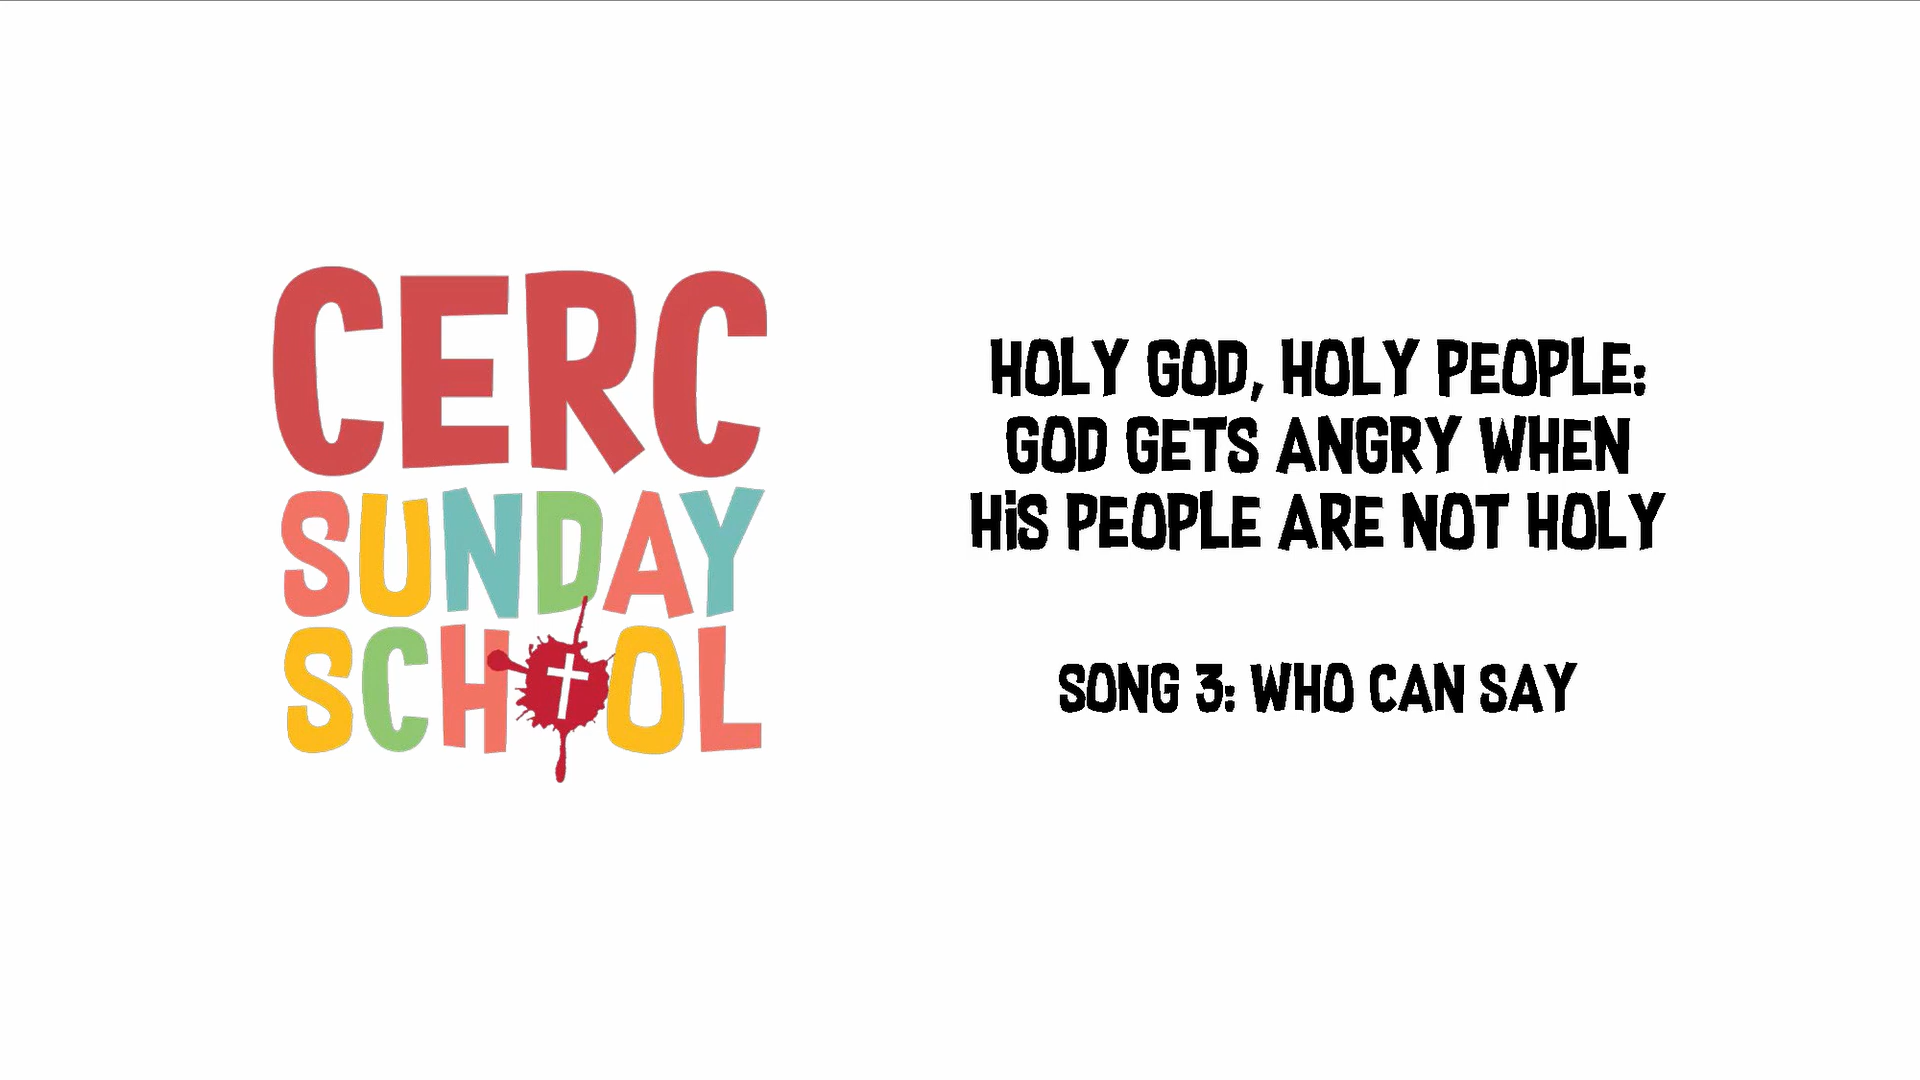 CERC
SUNDAY
SCHOOL
HOLY GOD, HOLY PEOPLE:
GOD GETS ANGRY WHEN
HiS PEOPLE ARE NOT HOLY
SONG 3: WHO CAN SAY